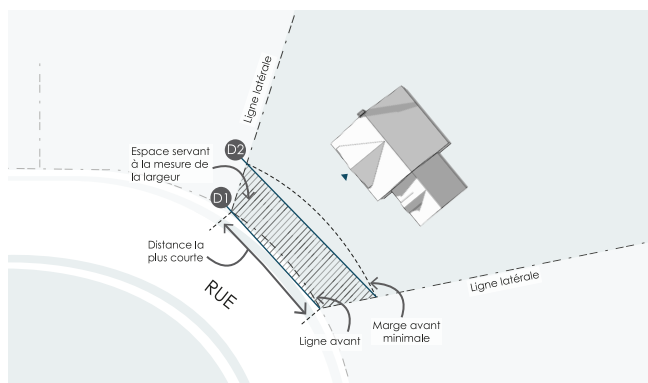 Ligne latérale
D2
Espace servant
à la mesure de
la largeur
D1
Distance la
plus courte
RUE
Ligne latérale
Marge avant
minimale
Ligne avant